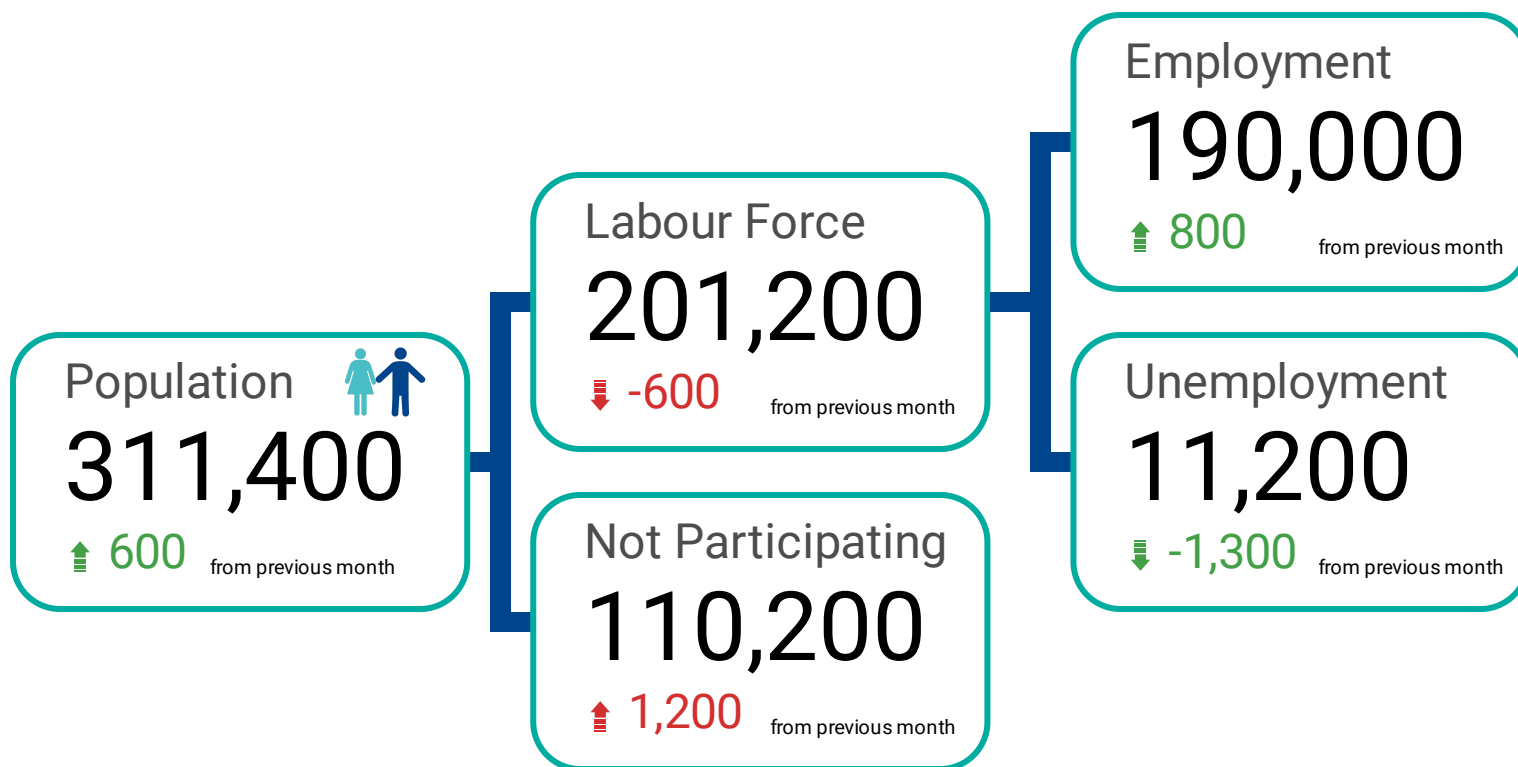 Population
311,400
600 from previous month
Labour Force
201,200
-600 from previous month
Not Participating
110,200
1,200 from previous month
Employment
190,000
800 from previous month
Unemployment
11,200
-1,300 from previous month